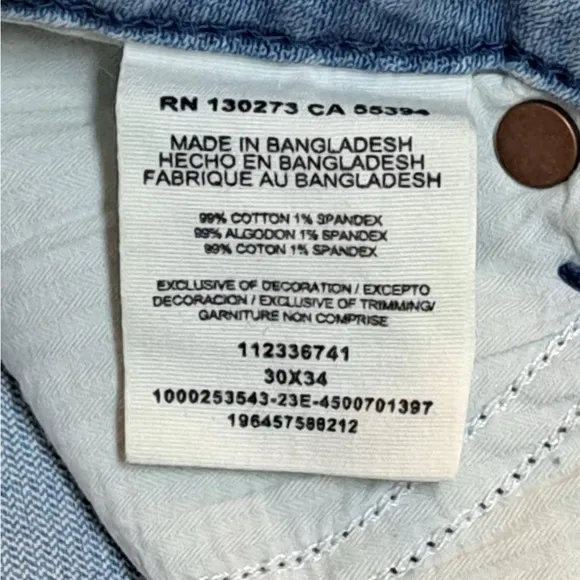 RN 130273 CA 55394
MADE IN BANGLADESH
HECHO EN BANGLADESH
FABRIQUE AU BANGLADESH
99% COTTON 1% SPANDEX
99% ALGODON 1% SPANDEX
99% COTON 1% SPANDEX
EXCLUSIVE OF DECORATION / EXCEPTO
DECORACION / EXCLUSIVE OF TRIMMING/
GARNITURE NON COMPRISE
112336741
30X34
1000253543-23E-4500701397
196457588212